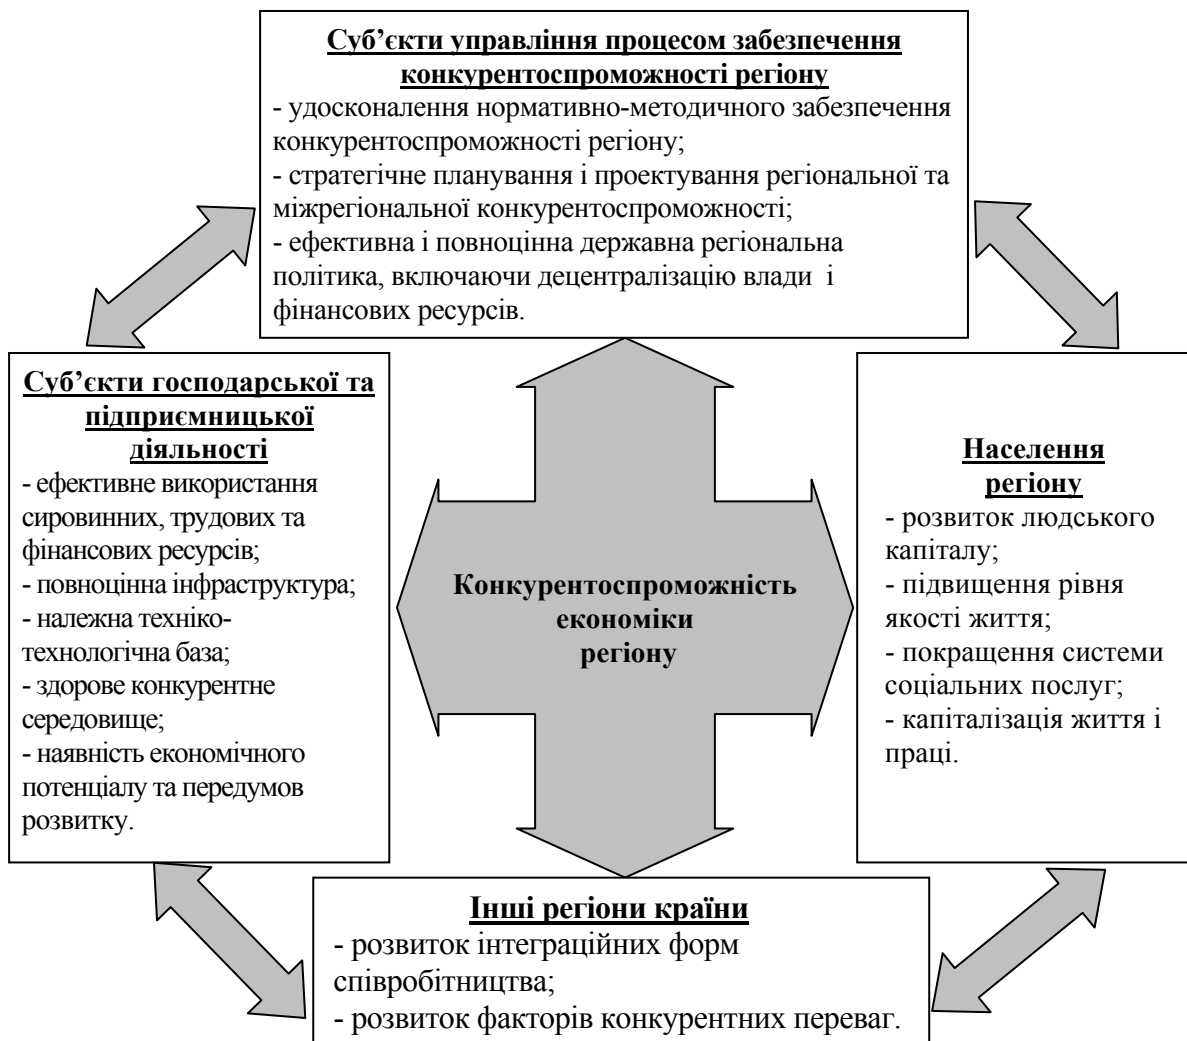 Суб’єкти управління процесом забезпечення
конкурентоспроможності регіону
- удосконалення нормативно-методичного забезпечення
конкурентоспроможності регіону;
- стратегічне планування і проектування регіональної та
міжрегіональної конкурентоспроможності;
- ефективна і повноцінна державна регіональна
політика, включаючи децентралізацію влади і
фінансових ресурсів.
Суб’єкти господарської та
підприємницької
діяльності
- ефективне використання
сировинних, трудових та
фінансових ресурсів;
- повноцінна інфраструктура;
- належна техніко-
технологічна база;
- здорове конкурентне
середовище;
- наявність економічного
потенціалу та передумов
розвитку.
Конкурентоспроможність
економіки
регіону
Населення
регіону
- розвиток людського
капіталу;
- підвищення рівня
якості життя;
- покращення системи
соціальних послуг;
- капіталізація життя і
праці.
Інші регіони країни
- розвиток інтеграційних форм
співробітництва;
- розвиток факторів конкурентних переваг.